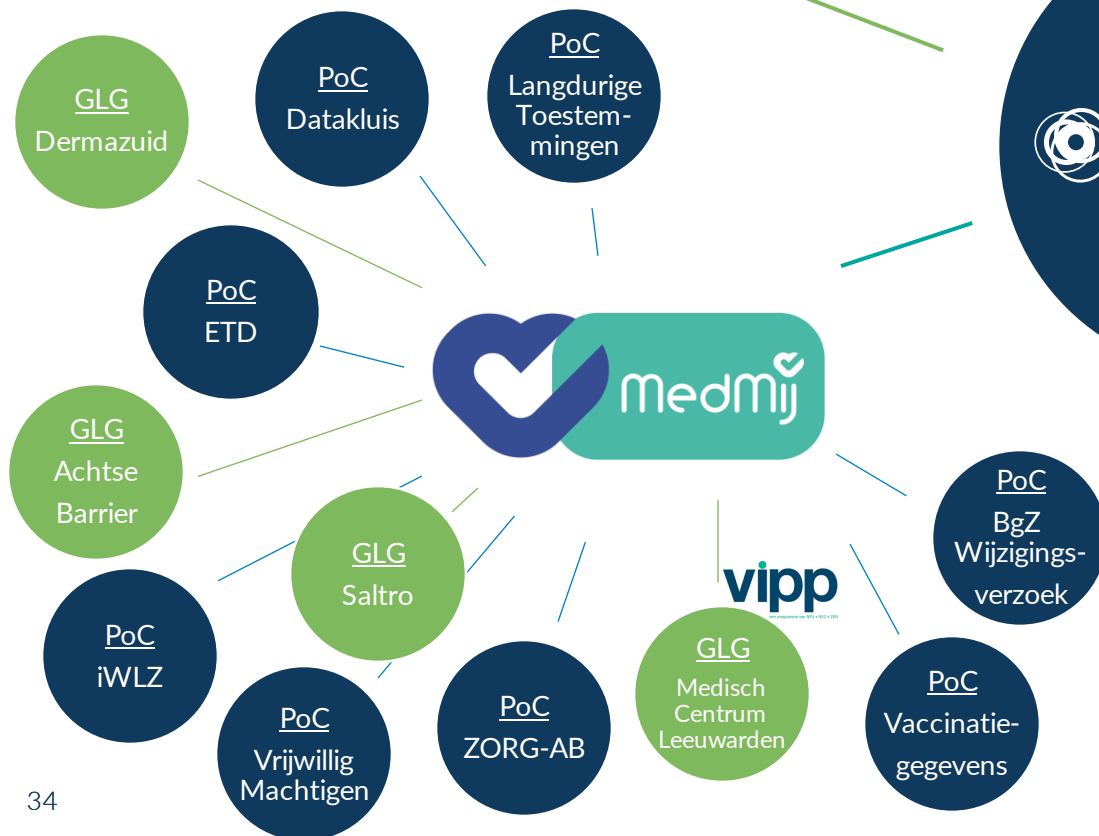 PoC
Langdurige
Toestem-
mingen
PoC
Datakluis
GLG
Dermazuid
PoC
ETD
MedMij
GLG
Achtse
Barrier
PoC
BgZ
Wijzigings-
verzoek
GLG
Saltro
vipp
PoC
iWLZ
GLG
Medisch
Centrum
Leeuwarden
PoC
Vaccinatie-
gegevens
PoC
ZORG-AB
PoC
Vrijwillig
Machtigen
34